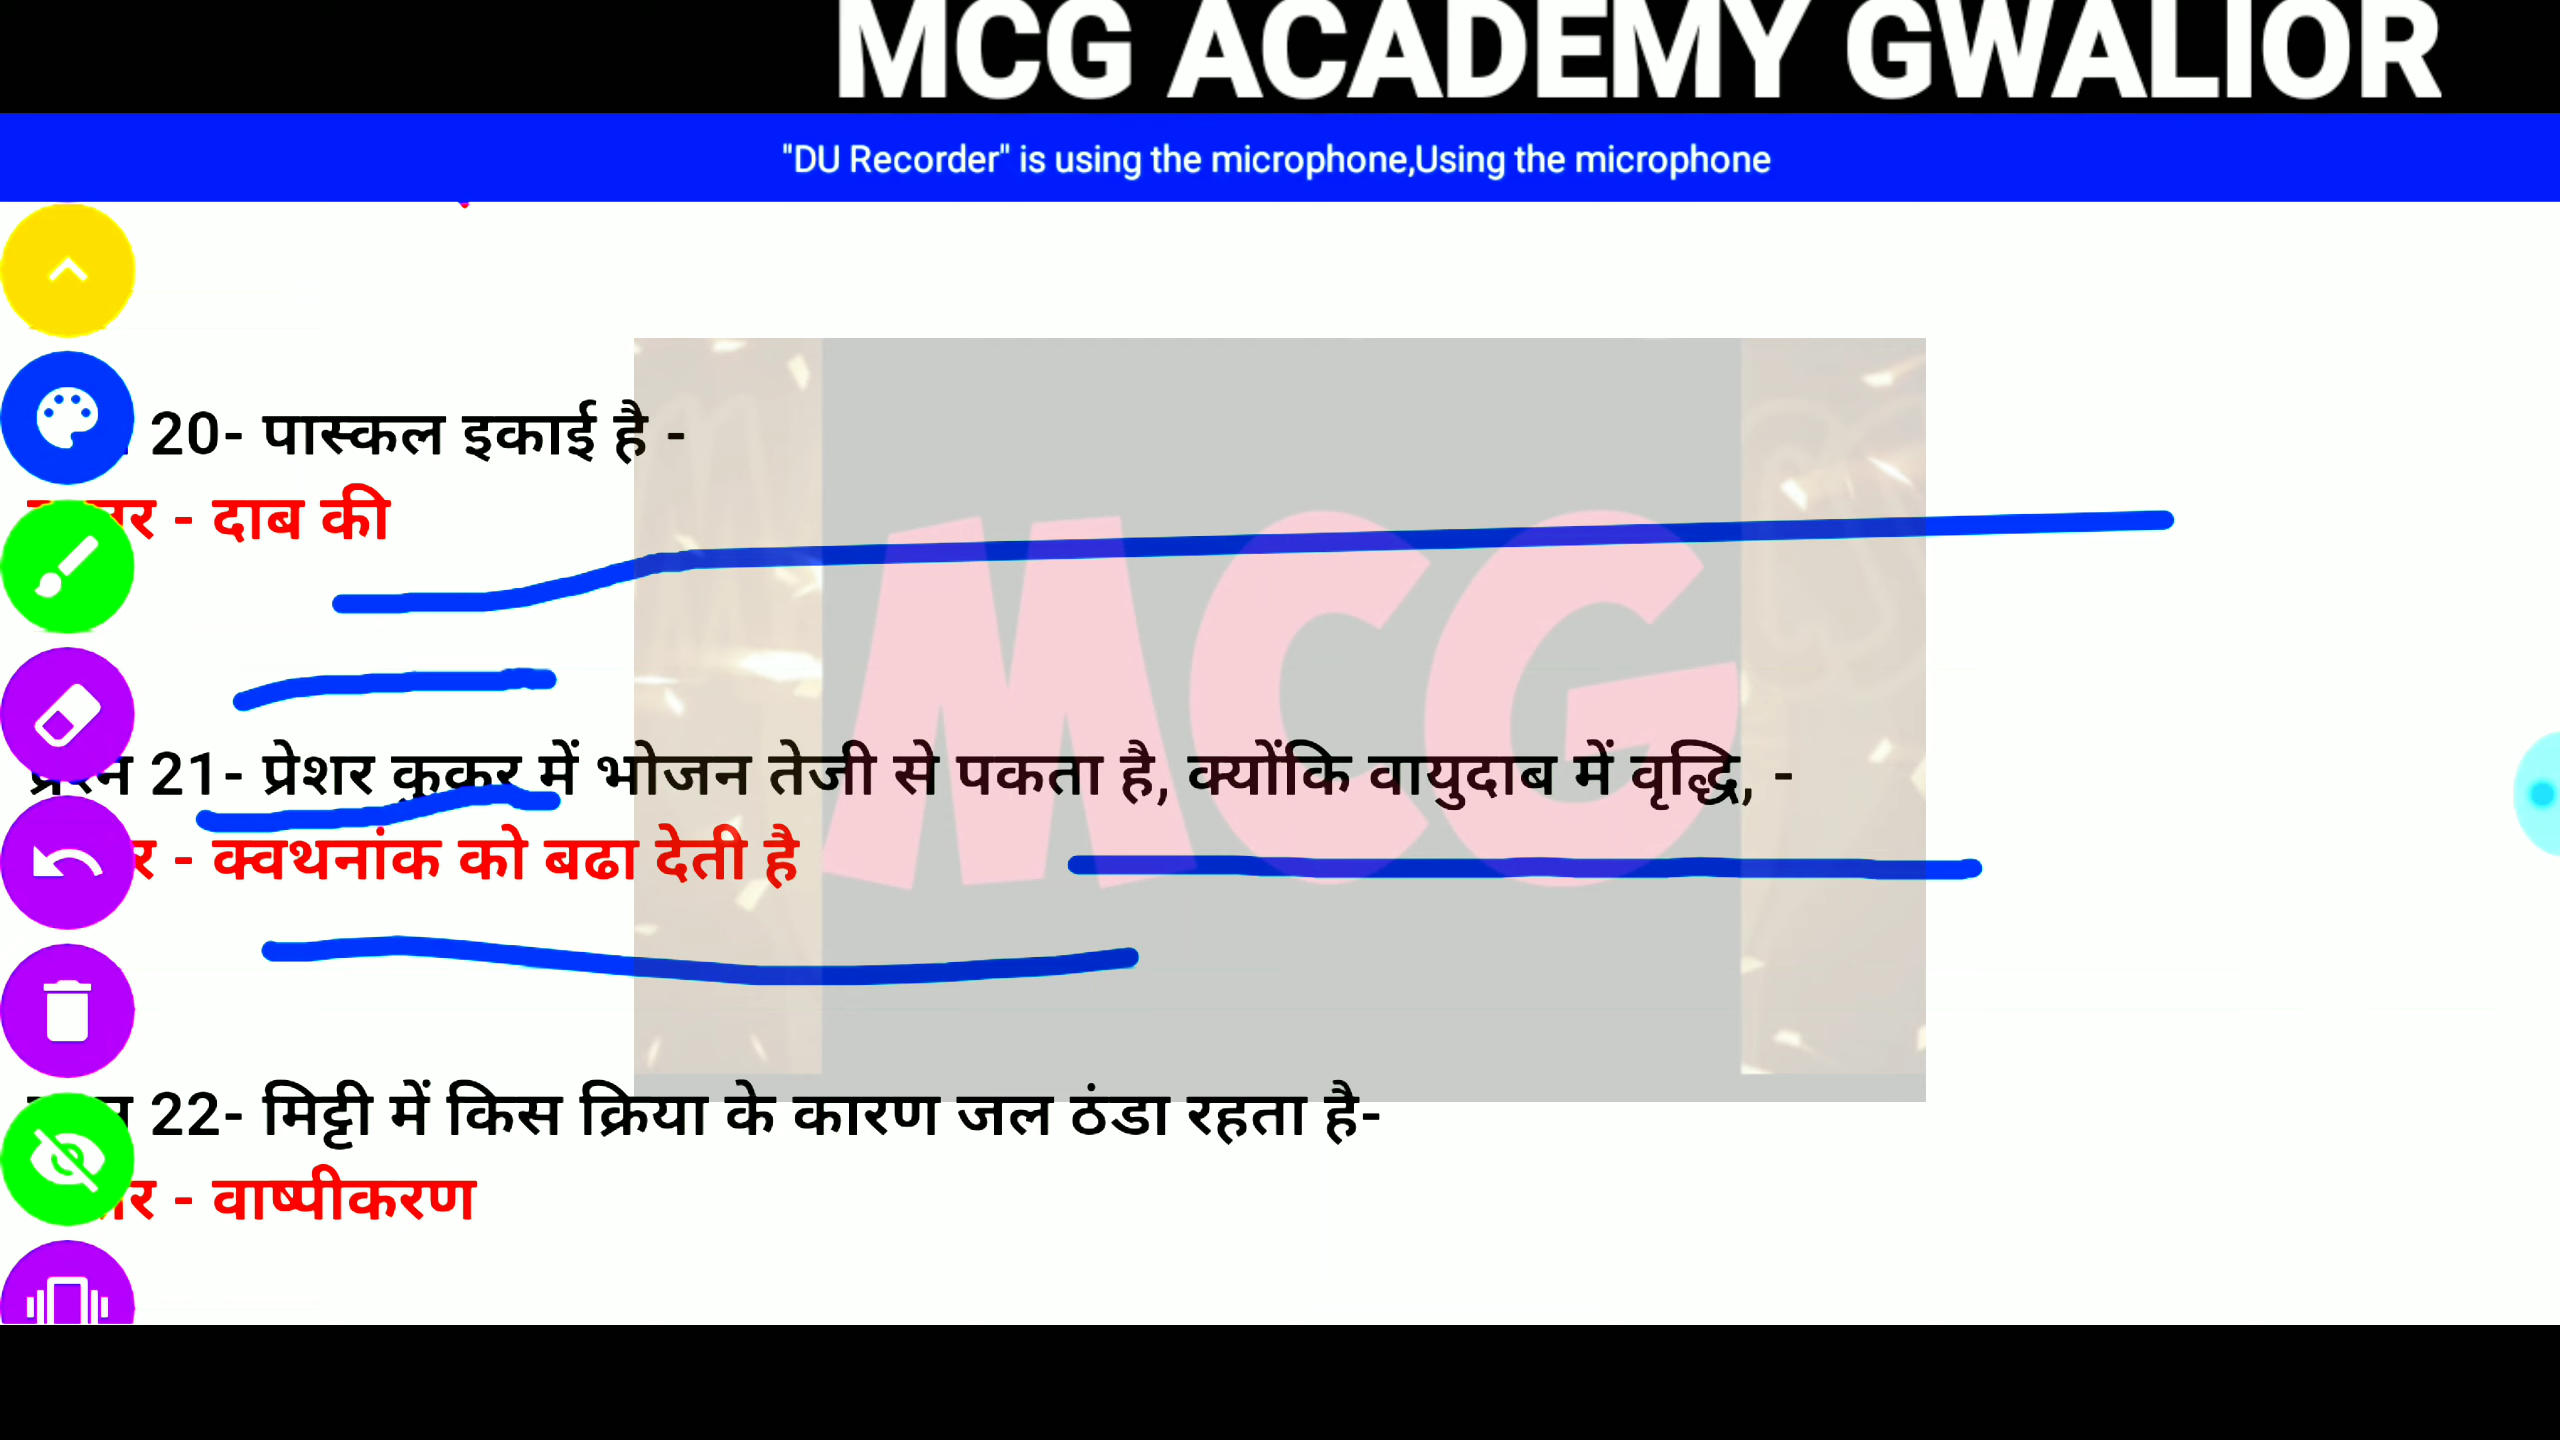 MCG ACADEMY GWALIOR
"DU Recorder" is using the microphone,Using the microphone
20- पास्कल इकाई है -
- दाब की
MCG
21- प्रेशर कुकर में भोजन तेजी से पकता है, क्योंकि वायुदाब में वृद्धि, -
- क्वथनांक को बढा देती है
22- मिट्टी में किस क्रिया के कारण जल ठंडा रहता है-
- वाष्पीकरण